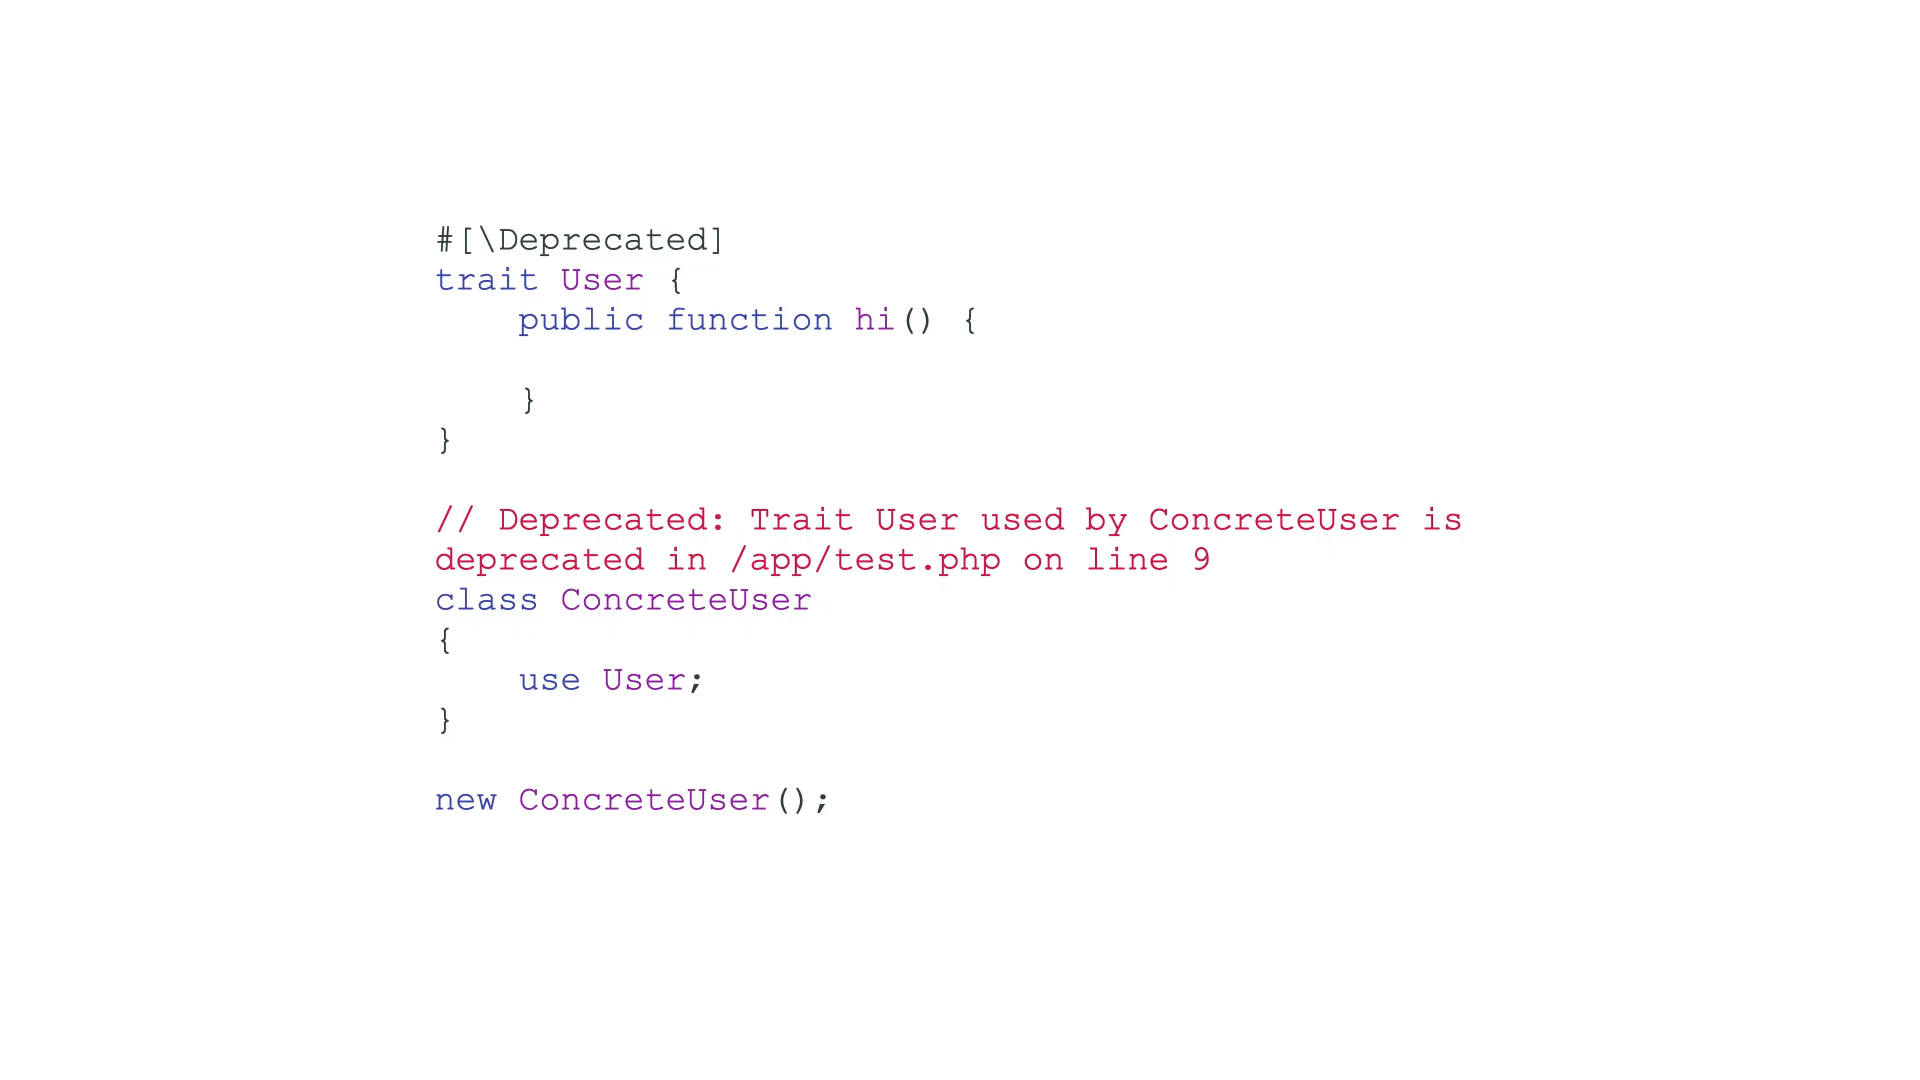 #[\Deprecated]
trait User {
    public function hi() {

    }
}

// Deprecated: Trait User used by ConcreteUser is
deprecated in /app/test.php on line 9
class ConcreteUser
{
    use User;
}

new ConcreteUser();